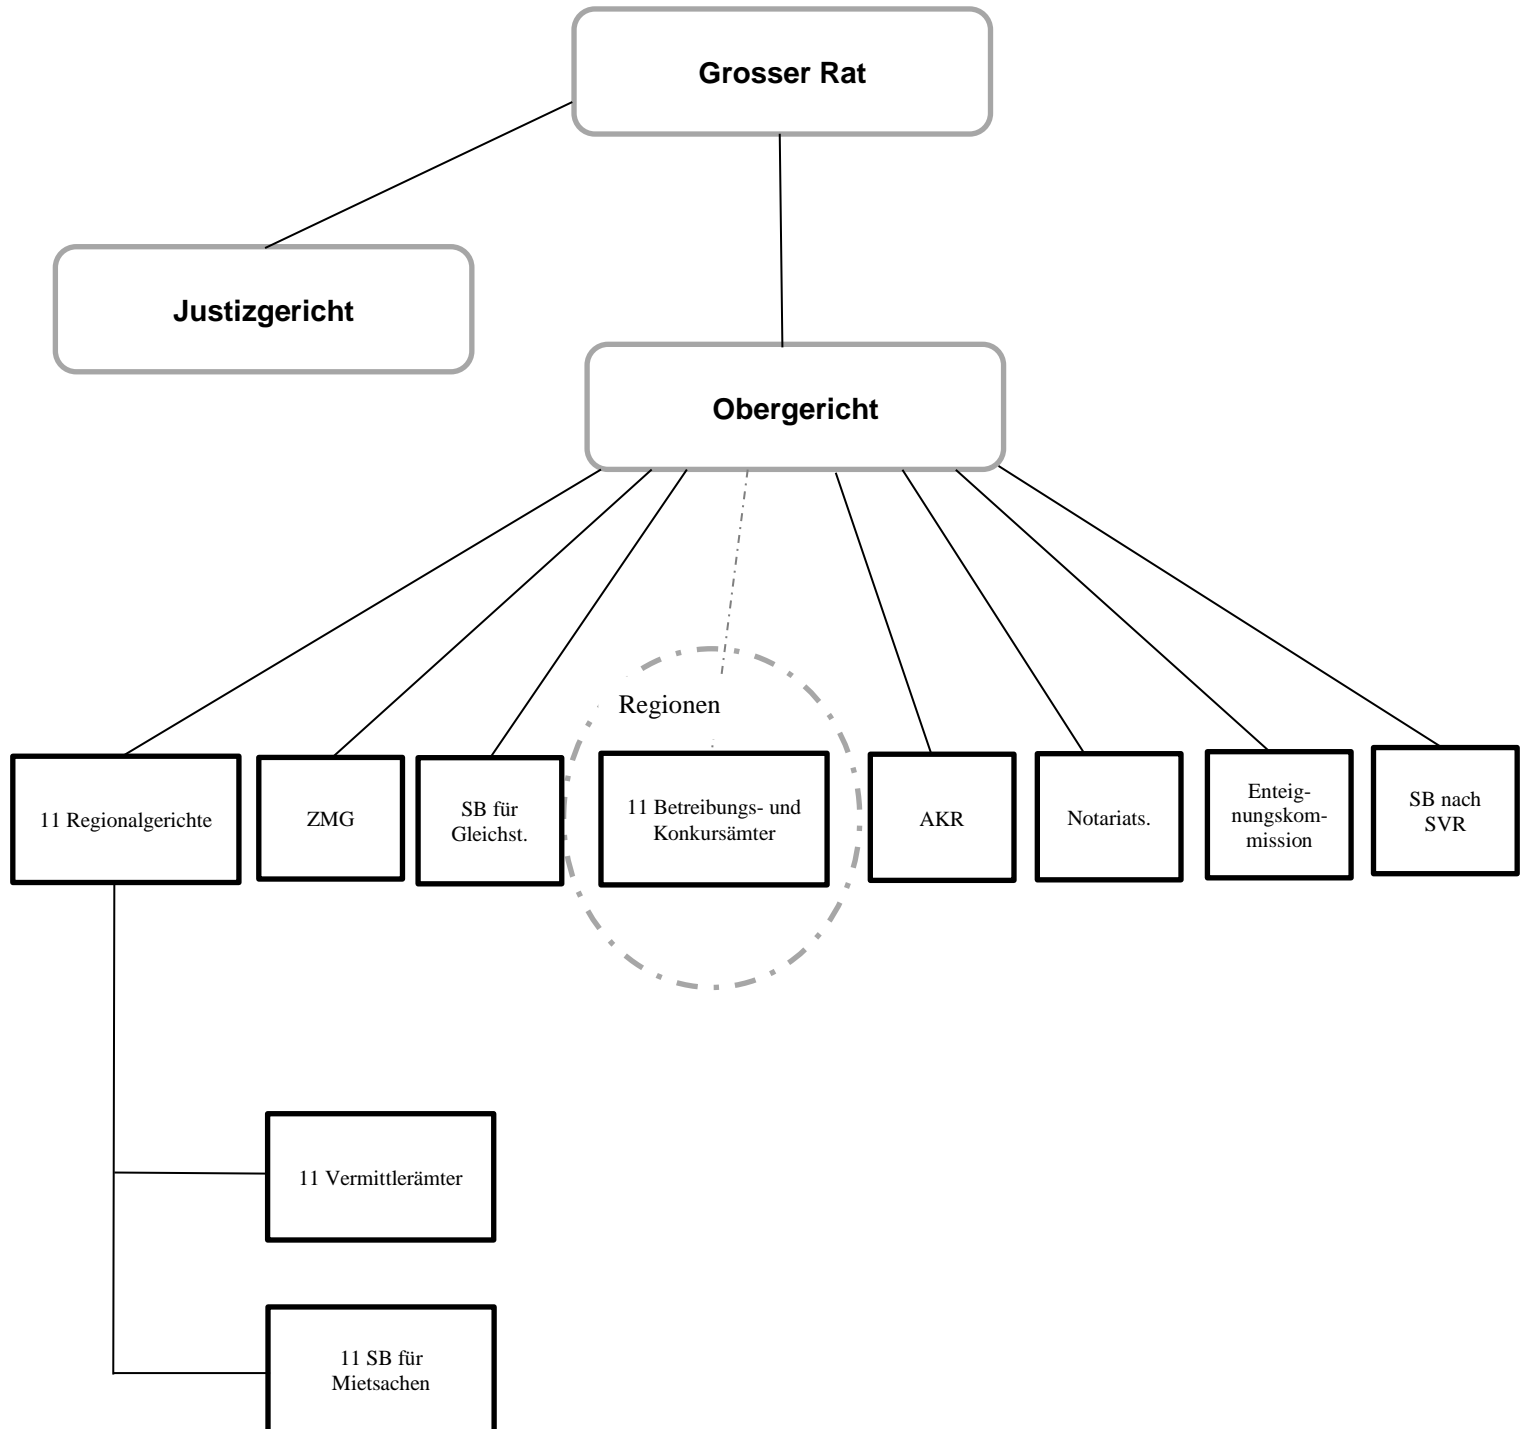 Grosser Rat
Justizgericht
Obergericht
Regionen
11 Regionalgerichte
ZMG
SB für
Gleichst.
11 Betreibungs- und
Konkursämter
AKR
Notariats.
Enteig-
nungskom-
mission
SB nach
SVR
11 Vermittlerämter
11 SB für
Mietsachen